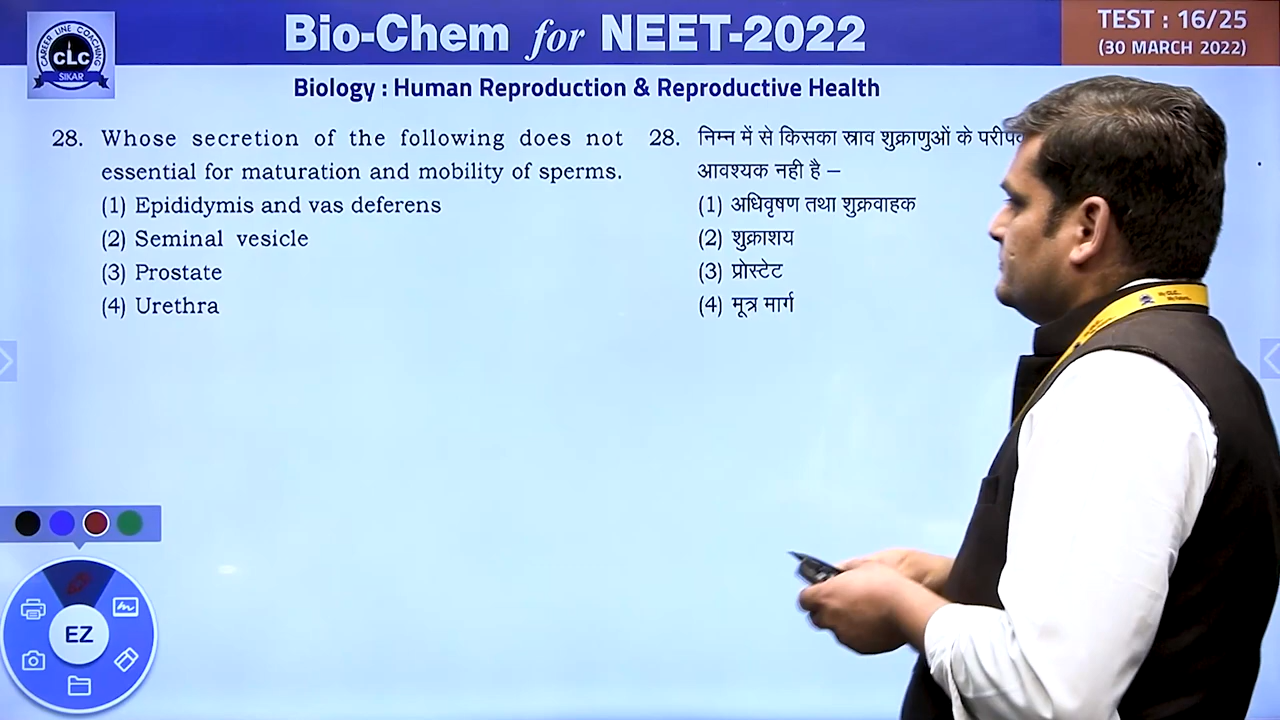 Bio-Chem for NEET-2022
TEST : 16/25
(30 MARCH 2022)
CAREER LINE COACHING
CLC
SIKAR
Biology : Human Reproduction & Reproductive Health
28. Whose secretion of the following does not
essential for maturation and mobility of sperms.
(1) Epididymis and vas deferens
(2) Seminal vesicle
(3) Prostate
(4) Urethra
28. निम्न में से किसका स्राव शुक्राणुओं के
आवश्यक नही है –
(1) अधिवृषण तथा शुक्रवाहक
(2) शुक्राशय
(3) प्रोस्टेट
(4) मूत्र मार्ग
EZ